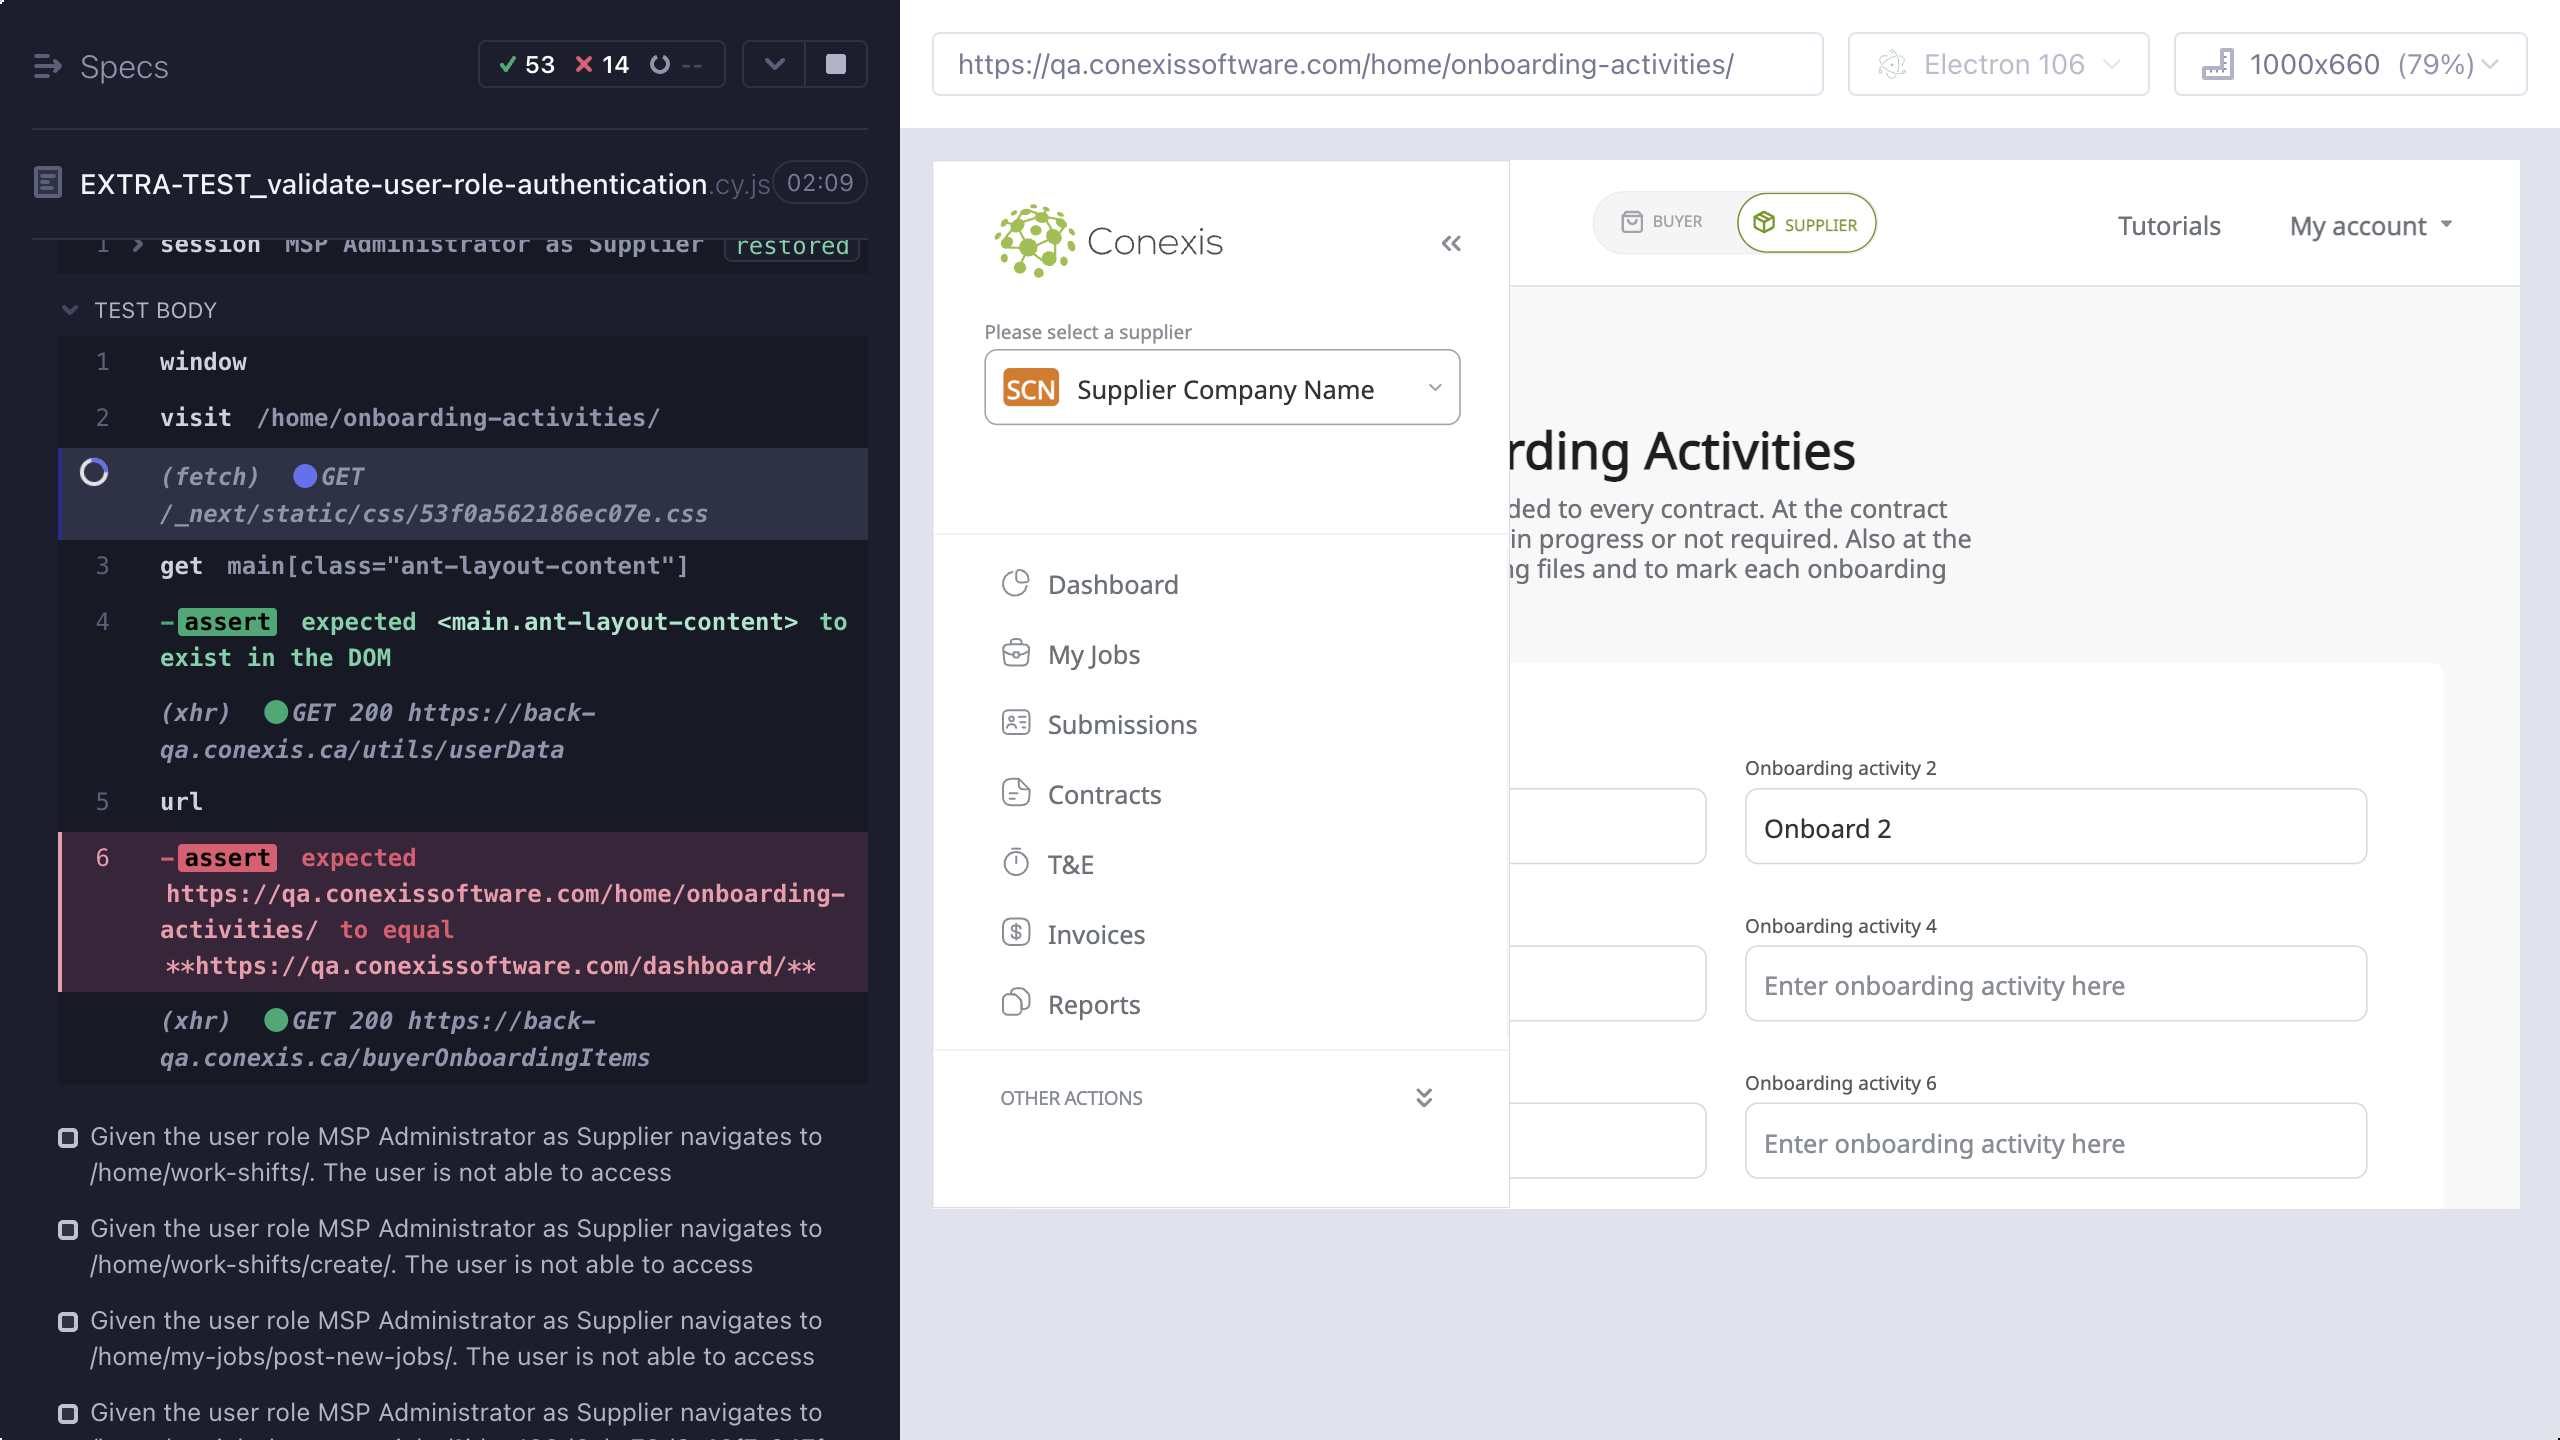 Specs
53 14 --
EXTRA-TEST_validate-user-role-authentication.cy.js 02:09
1 session MSP Administrator as Supplier restored
TEST BODY
1 window
2 visit /home/onboarding-activities/
(fetch) GET
/_next/static/css/53f0a562186ec07e.css
3 get main[class="ant-layout-content"]
4 -assert expected <main.ant-layout-content> to
exist in the DOM
(xhr) GET 200 https://back-
qa.conexis.ca/utils/userData
5 url
6 -assert expected
https://qa.conexissoftware.com/home/onboarding-
activities/ to equal
**https://qa.conexissoftware.com/dashboard/**
(xhr) GET 200 https://back-
qa.conexis.ca/buyerOnboardingItems
Given the user role MSP Administrator as Supplier navigates to
/home/work-shifts/. The user is not able to access
Given the user role MSP Administrator as Supplier navigates to
/home/work-shifts/create/. The user is not able to access
Given the user role MSP Administrator as Supplier navigates to
/home/my-jobs/post-new-jobs/. The user is not able to access
Given the user role MSP Administrator as Supplier navigates to
https://qa.conexissoftware.com/home/onboarding-activities/
Electron 106
1000x660 (79%)
Conexis
Please select a supplier
SCN Supplier Company Name
Dashboard
My Jobs
Submissions
Contracts
T&E
Invoices
Reports
OTHER ACTIONS
BUYER SUPPLIER
Tutorials
My account
rding Activities
ded to every contract. At the contract
in progress or not required. Also at the
ng files and to mark each onboarding
Onboarding activity 2
Onboard 2
Onboarding activity 4
Enter onboarding activity here
Onboarding activity 6
Enter onboarding activity here